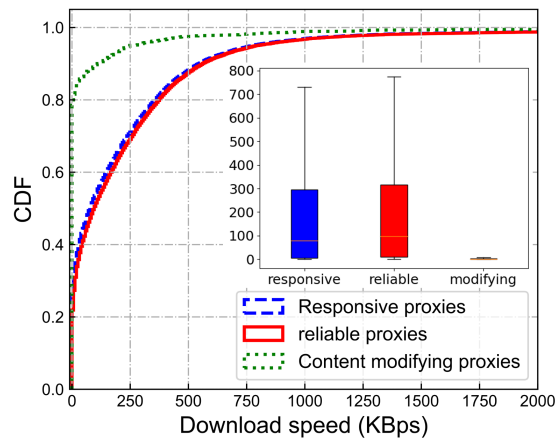 1.0
0.8
0.6
0.4
0.2
0.0
CDF
0 250 500 750 1000 1250 1500 1750 2000
Download speed (KBps)
800
700
600
500
400
300
200
100
0
responsive reliable modifying
Responsive proxies
reliable proxies
Content modifying proxies